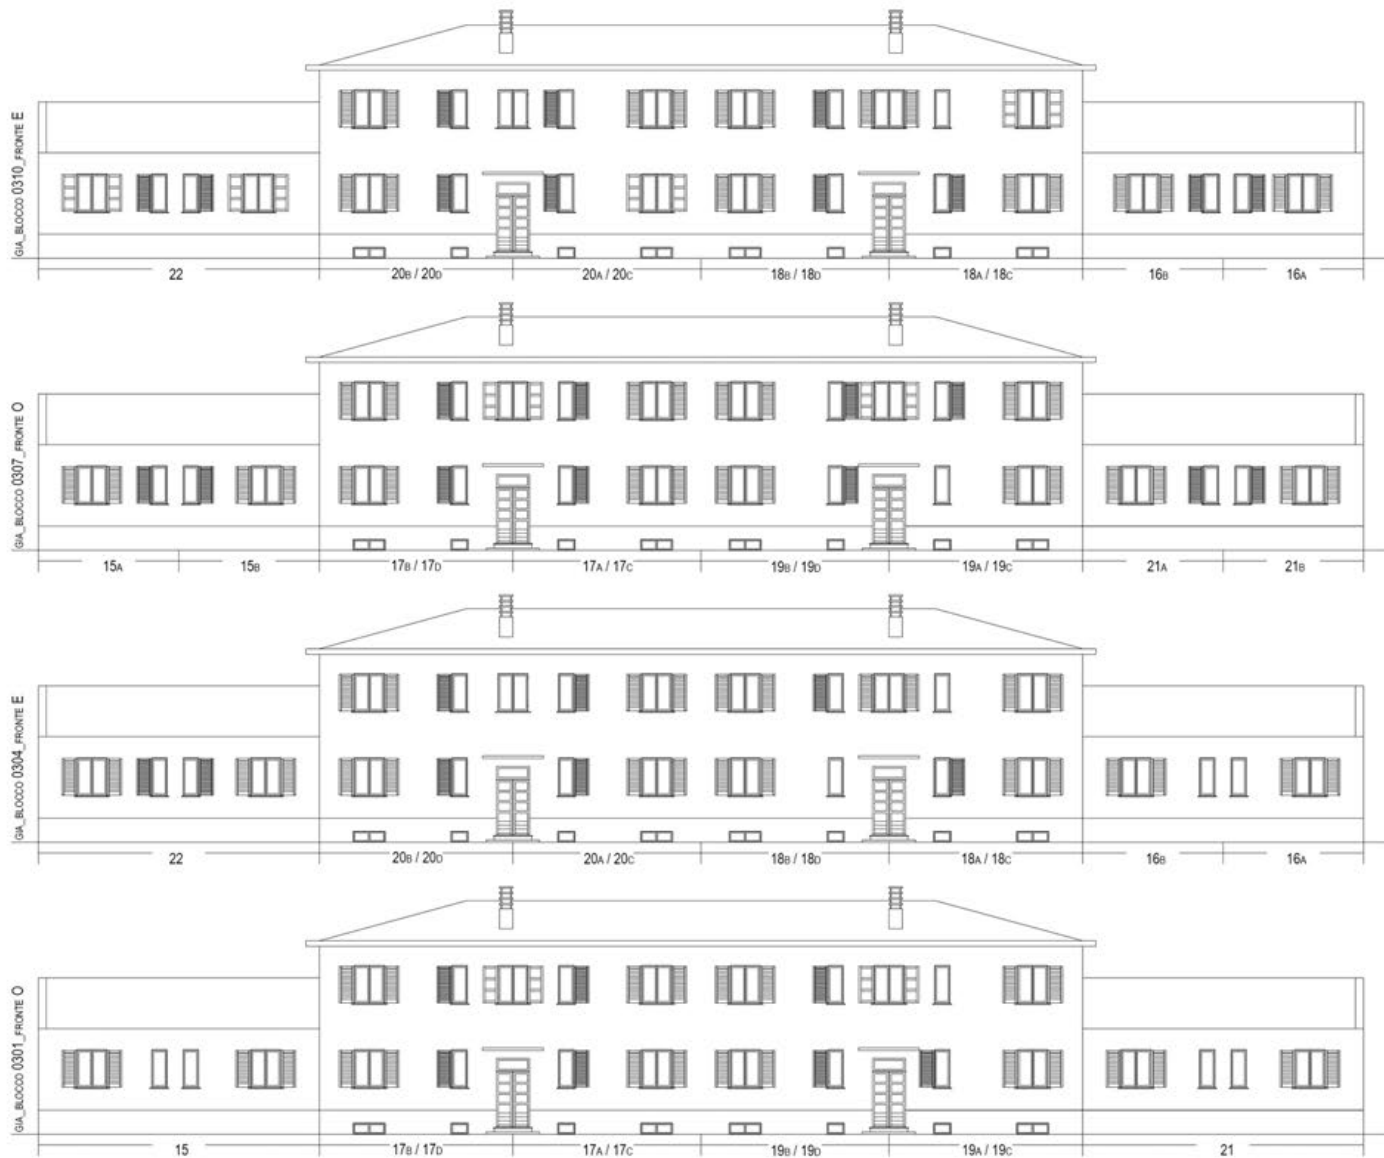 GIA_BLOCCO 0310_FRONTE E
22 20B / 20D 20A / 20C 18B / 18D 18A / 18C 16B 16A
GIA_BLOCCO 0307_FRONTE O
15A 15B 17B / 17D 17A / 17C 19B / 19D 19A / 19C 21A 21B
GIA_BLOCCO 0304_FRONTE E
22 20B / 20D 20A / 20C 18B / 18D 18A / 18C 16B 16A
GIA_BLOCCO 0301_FRONTE O
15 17B / 17D 17A / 17C 19B / 19D 19A / 19C 21